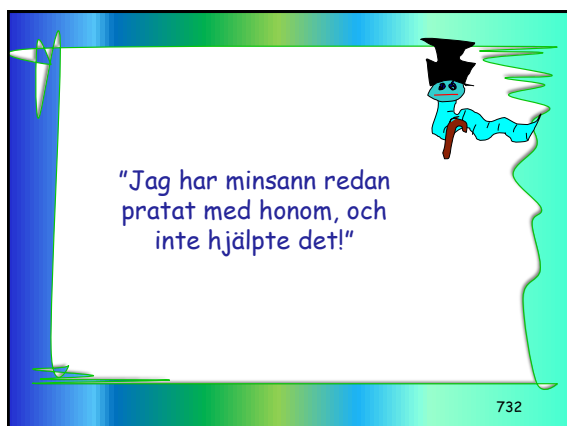 ”Jag har minsann redan
pratat med honom, och
inte hjälpte det!”
732